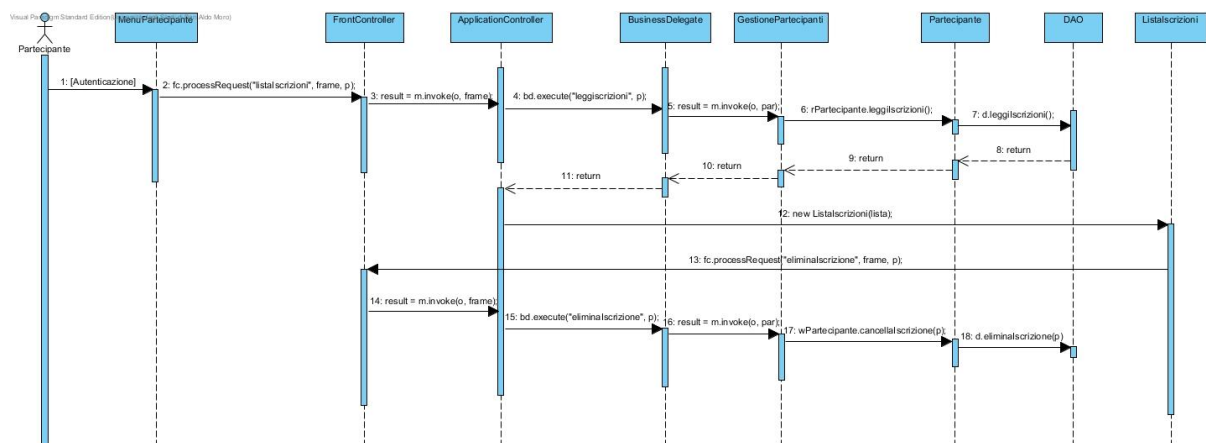 Visual Paradigm Standard Edition( Aldo Moro)
MenuPartecipante
FrontController
ApplicationController
BusinessDelegate
GestionePartecipanti
Partecipante
DAO
ListaIscrizioni
Partecipante
1: [Autenticazione]
2: fc.processRequest("listaIscrizioni", frame, p);
3: result = m.invoke(o, frame);
4: bd.execute("leggiscrizioni", p);
5: result = m.invoke(o, par);
6: rPartecipante.leggiIscrizioni();
7: d.leggiIscrizioni();
8: return
9: return
10: return
11: return
12: new ListaIscrizioni(lista);
13: fc.processRequest("eliminaIscrizione", frame, p);
14: result = m.invoke(o, frame);
15: bd.execute("eliminaIscrizione", p);
16: result = m.invoke(o, par);
17: wPartecipante.cancellaIscrizione(p);
18: d.eliminaIscrizione(p)